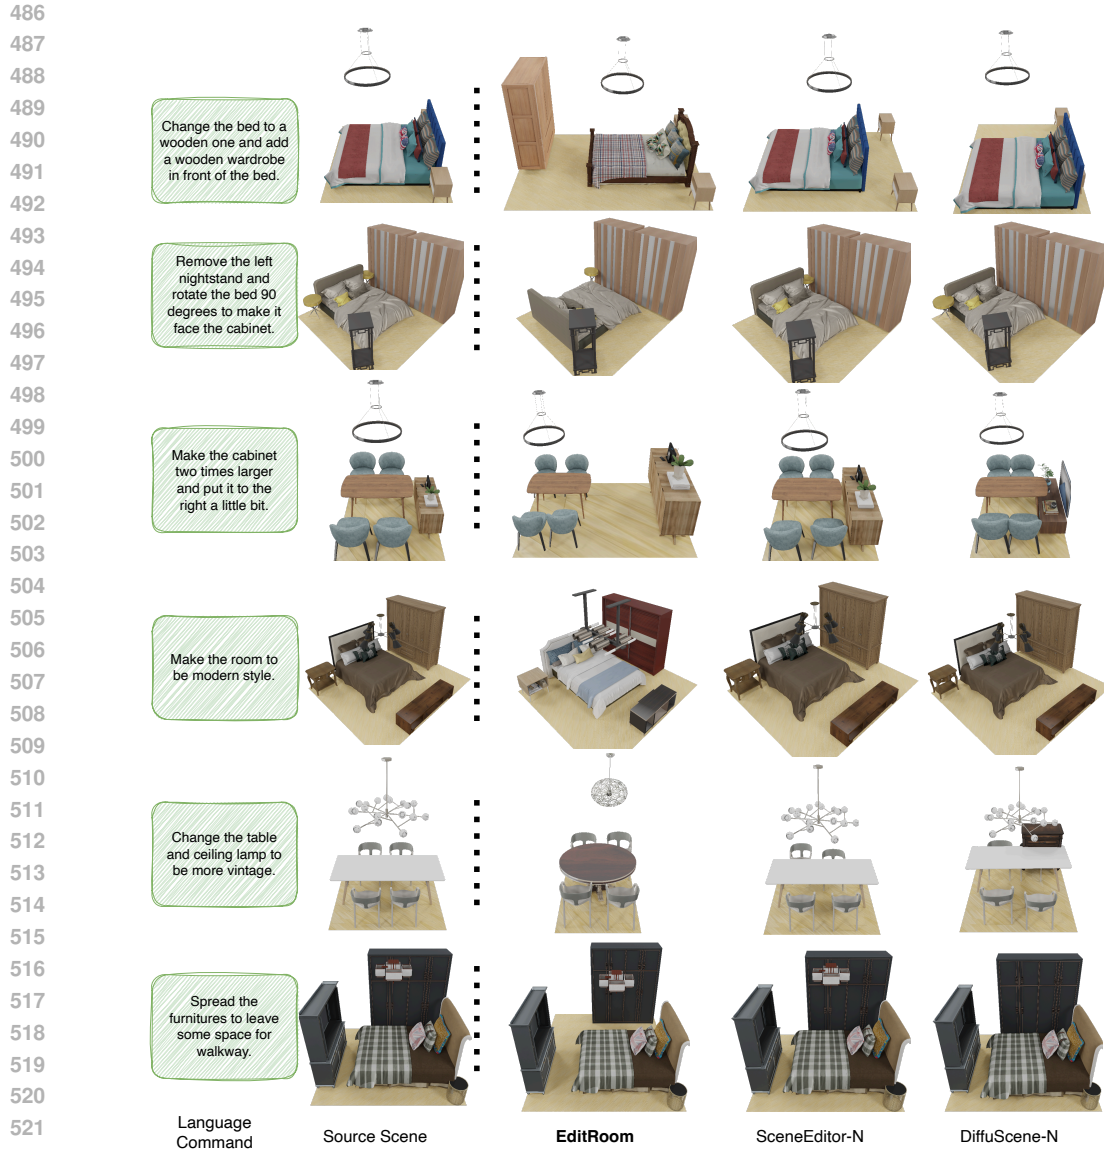 486
487
488
489
490
491
492
493
494
495
496
497
498
499
500
501
502
503
504
505
506
507
508
509
510
511
512
513
514
515
516
517
518
519
520
521
Change the bed to a
wooden one and add
a wooden wardrobe
in front of the bed.
Remove the left
nightstand and
rotate the bed 90
degrees to make it
face the cabinet.
Make the cabinet
two times larger
and put it to the
right a little bit.
Make the room to
be modern style.
Change the table
and ceiling lamp to
be more vintage.
Spread the
furnitures to leave
some space for
walkway.
Language
Command
Source Scene
EditRoom
SceneEditor-N
DiffuScene-N